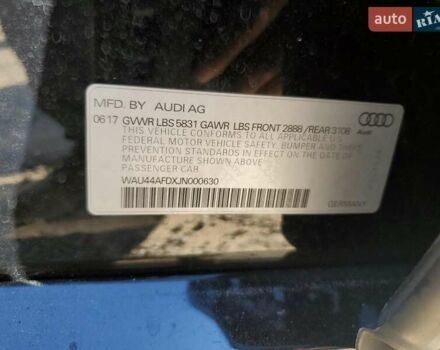 AUTO.RIA
MFD. BY AUDI AG
06 17 GVWR LBS 5831 GAWR LBS FRONT 2888 /REAR 3108
THIS VEHICLE CONFORMS TO ALL APPLICABLE U.S.
FEDERAL MOTOR VEHICLE SAFETY, BUMPER, AND THEFT
PREVENTION STANDARDS IN EFFECT ON THE DATE OF
MANUFACTURE SHOWN ABOVE.
PASSENGER CAR
WAU44AFDXJN000630
Audi
GERMANY